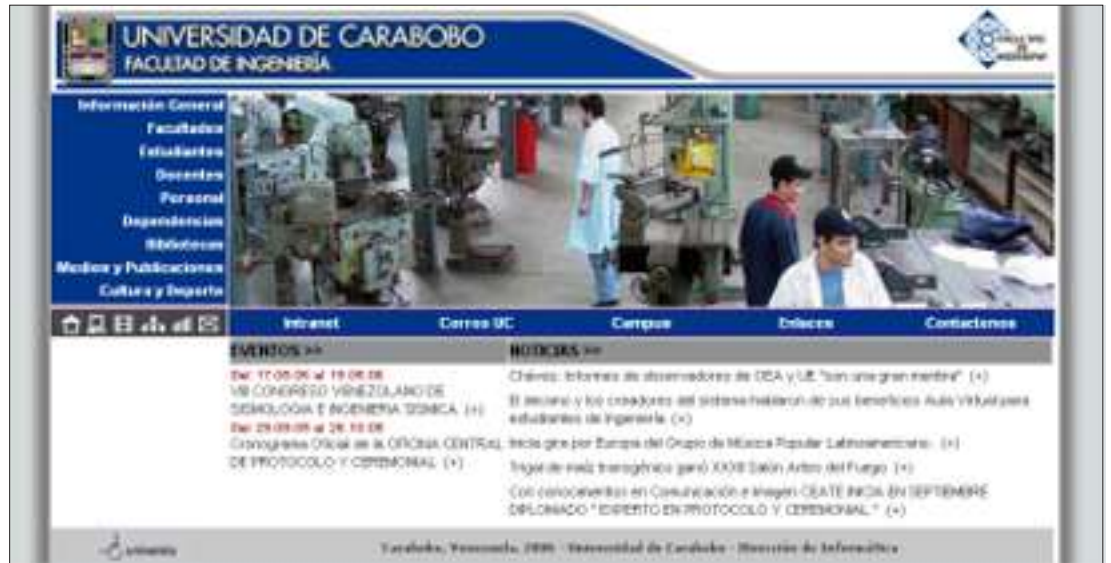 UNIVERSIDAD DE CARABOBO
FACULTAD DE INGENIERÍA
Información General
Facultades
Estudiantes
Docentes
Personal
Dependencias
Bibliotecas
Medios y Publicaciones
Cultura y Deporte
Intranet Correo UC Campus Enlaces Contactenos
EVENTOS >>
VIII CONGRESO VENEZOLANO DE
SISMOLOGIA E INGENIERIA SISMICA (+)
Cronograma Oficial de la OFICINA CENTRAL
DE PROTOCOLO Y CEREMONIAL (+)
NOTICIAS >>
Chávez: Informes de observadores de OEA y UE "son una gran mentira" (+)
El decano y los creadores del sistema hablaron de sus beneficios Aula Virtual para
estudiantes de Ingeniería (+)
Inicia gira por Europa del Grupo de Música Popular Latinoamericana. (+)
Trigal de maíz transgénico ganó XXXII Salón Artes del Fuego (+)
Con conocimientos en Comunicación e Imagen CEATE INICIA EN SEPTIEMBRE
DIPLOMADO " EXPERTO EN PROTOCOLO Y CEREMONIAL " (+)
universia
Carabobo, Venezuela, 2006 - Universidad de Carabobo - Dirección de Informática